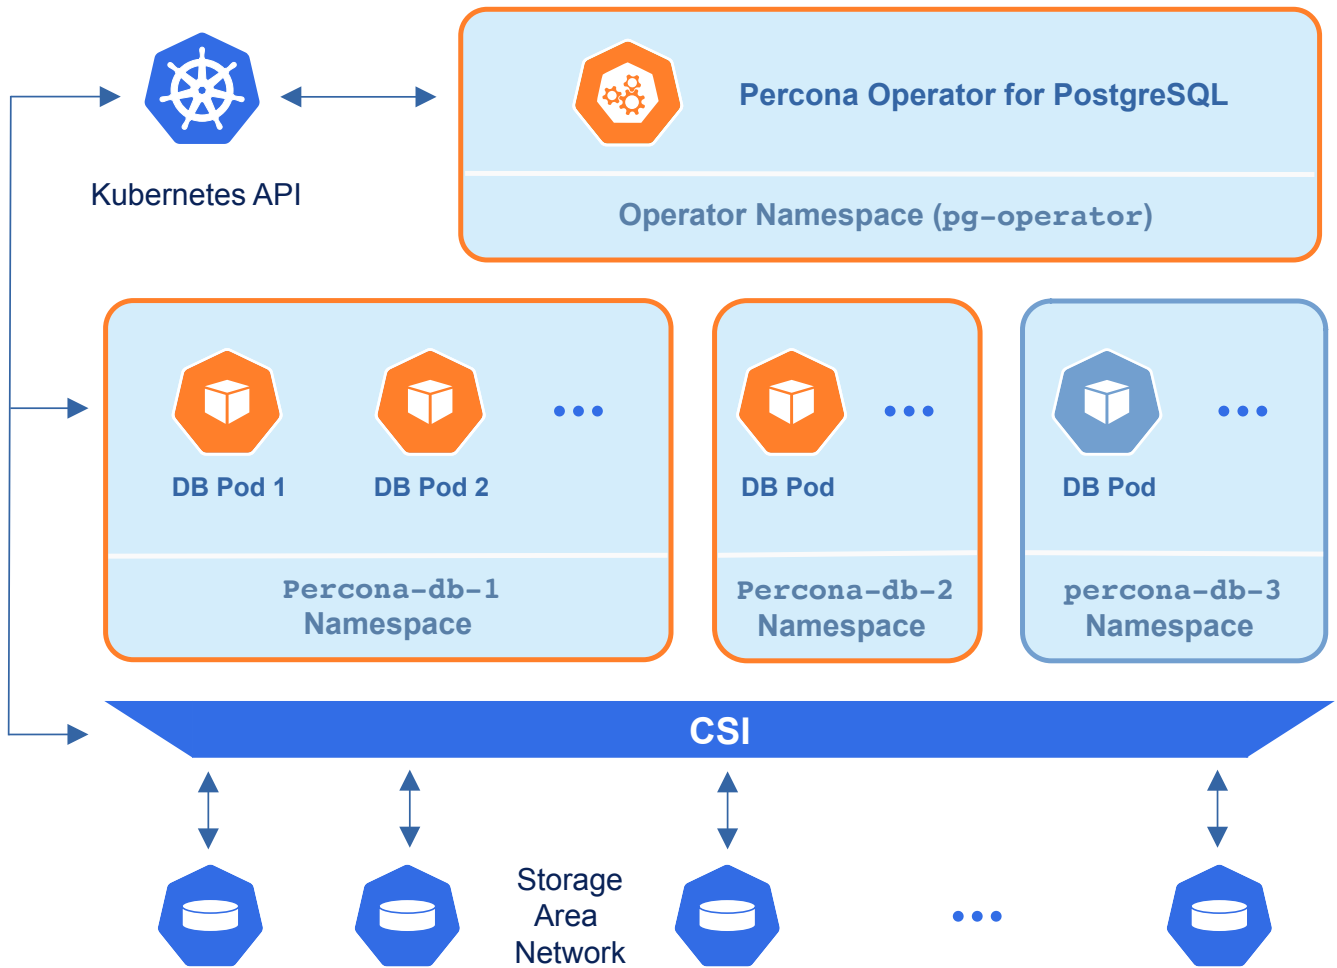 Percona Operator for PostgreSQL
Kubernetes API
Operator Namespace (pg-operator)
DB Pod 1
DB Pod 2
DB Pod
DB Pod
Percona-db-1
Namespace
Percona-db-2
Namespace
percona-db-3
Namespace
CSI
Storage
Area
Network